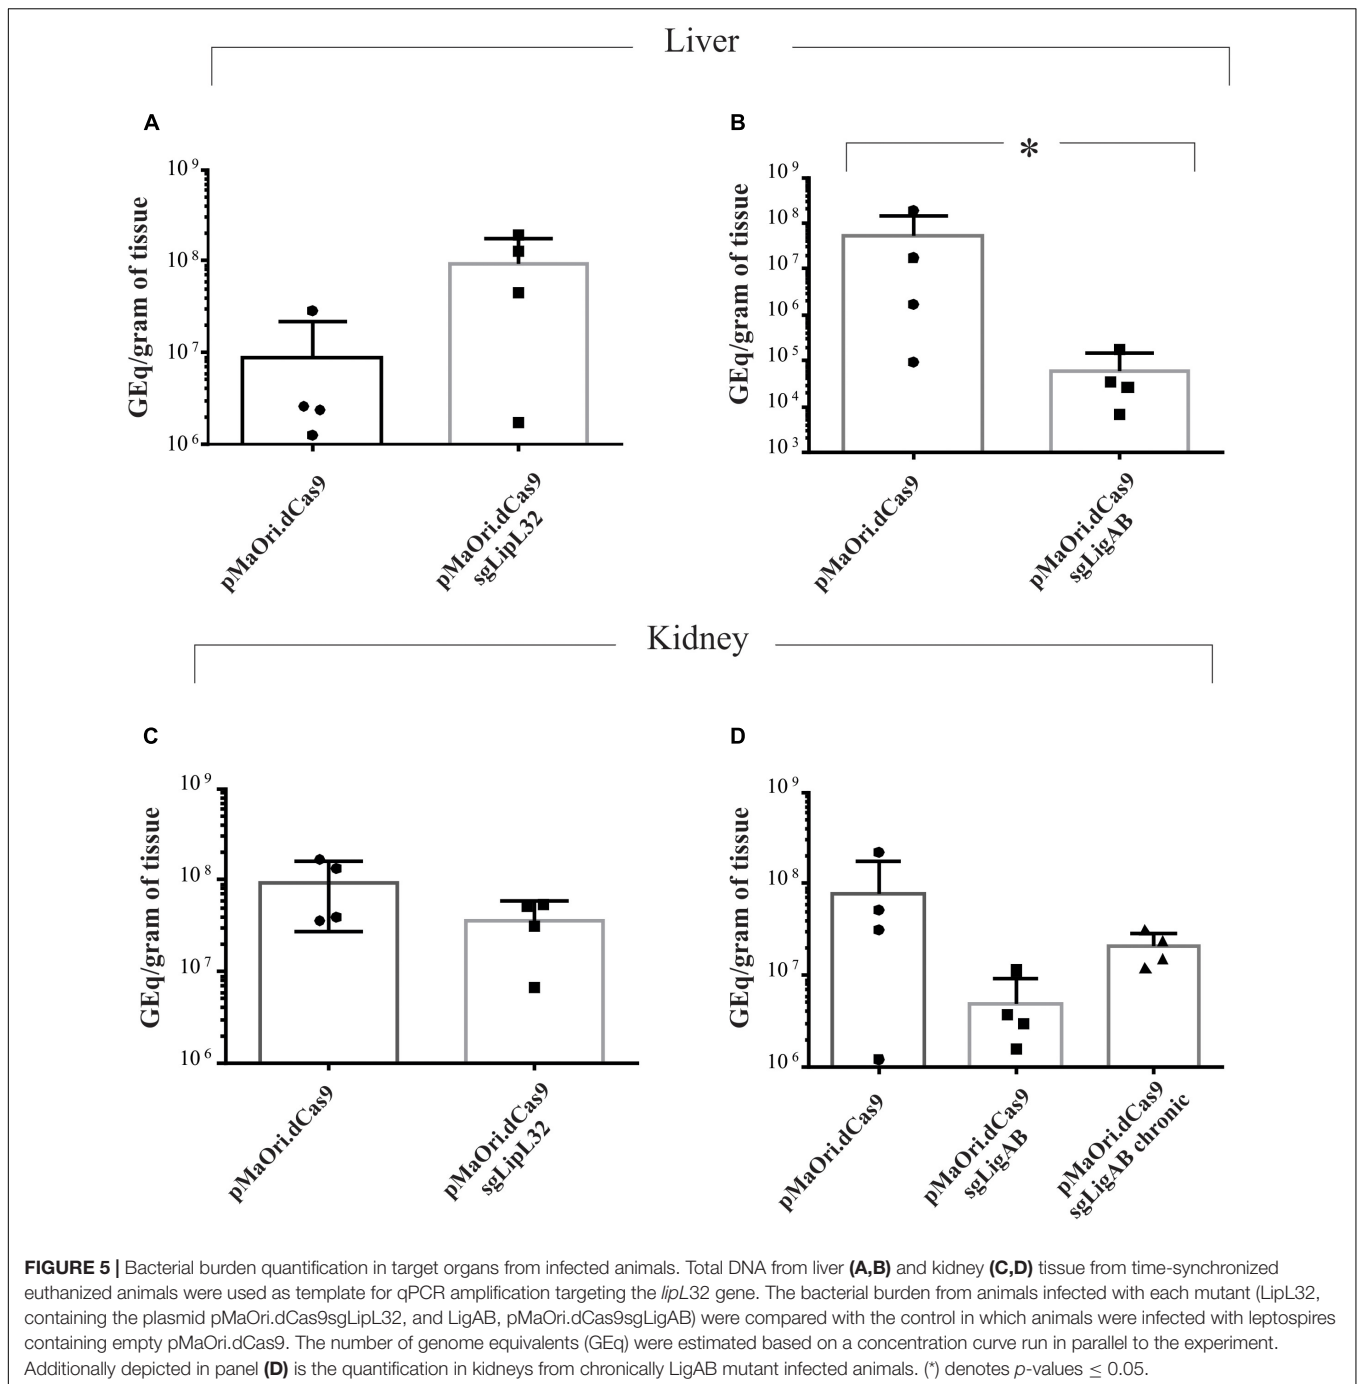 Liver
A
GEq/gram of tissue
10⁹
10⁸
10⁷
10⁶
pMaOri.dCas9
pMaOri.dCas9
sgLipL32
B
*
GEq/gram of tissue
10⁹
10⁸
10⁷
10⁶
10⁵
10⁴
10³
pMaOri.dCas9
pMaOri.dCas9
sgLigAB
Kidney
C
GEq/gram of tissue
10⁹
10⁸
10⁷
10⁶
pMaOri.dCas9
pMaOri.dCas9
sgLipL32
D
GEq/gram of tissue
10⁹
10⁸
10⁷
10⁶
pMaOri.dCas9
pMaOri.dCas9
sgLigAB
pMaOri.dCas9
sgLigAB chronic
FIGURE 5 | Bacterial burden quantification in target organs from infected animals. Total DNA from liver (A,B) and kidney (C,D) tissue from time-synchronized
euthanized animals were used as template for qPCR amplification targeting the lipL32 gene. The bacterial burden from animals infected with each mutant (LipL32,
containing the plasmid pMaOri.dCas9sgLipL32, and LigAB, pMaOri.dCas9sgLigAB) were compared with the control in which animals were infected with leptospires
containing empty pMaOri.dCas9. The number of genome equivalents (GEq) were estimated based on a concentration curve run in parallel to the experiment.
Additionally depicted in panel (D) is the quantification in kidneys from chronically LigAB mutant infected animals. (*) denotes p-values ≤ 0.05.